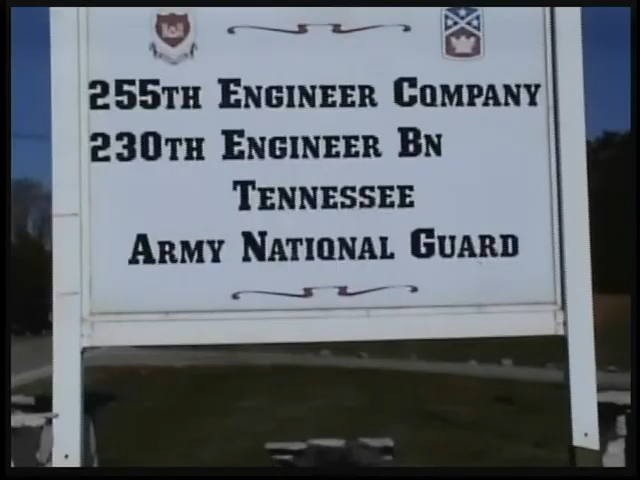 255TH ENGINEER COMPANY
230TH ENGINEER BN
TENNESSEE
ARMY NATIONAL GUARD